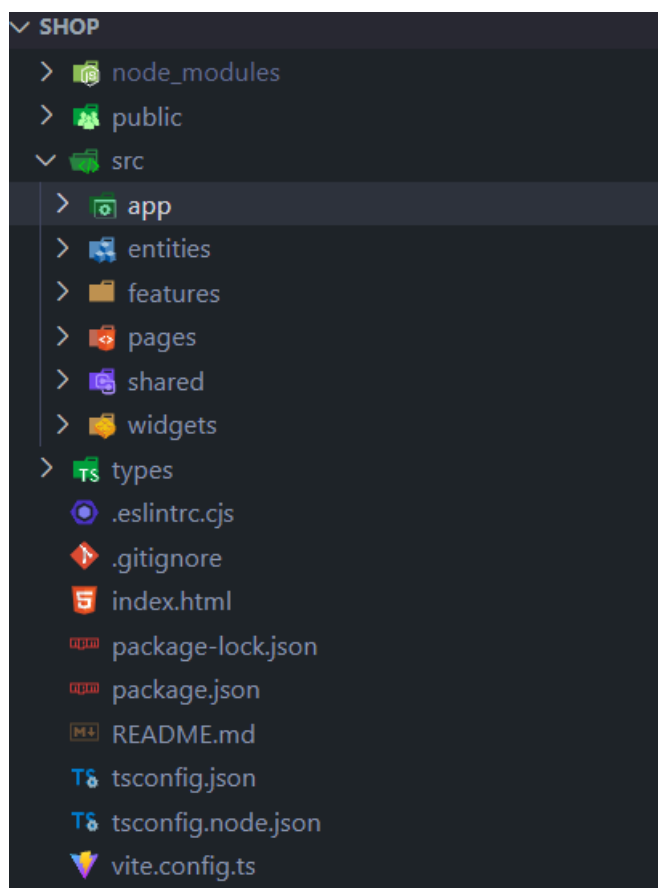 SHOP
node_modules
public
src
app
entities
features
pages
shared
widgets
types
.eslintrc.cjs
.gitignore
index.html
package-lock.json
package.json
README.md
tsconfig.json
tsconfig.node.json
vite.config.ts